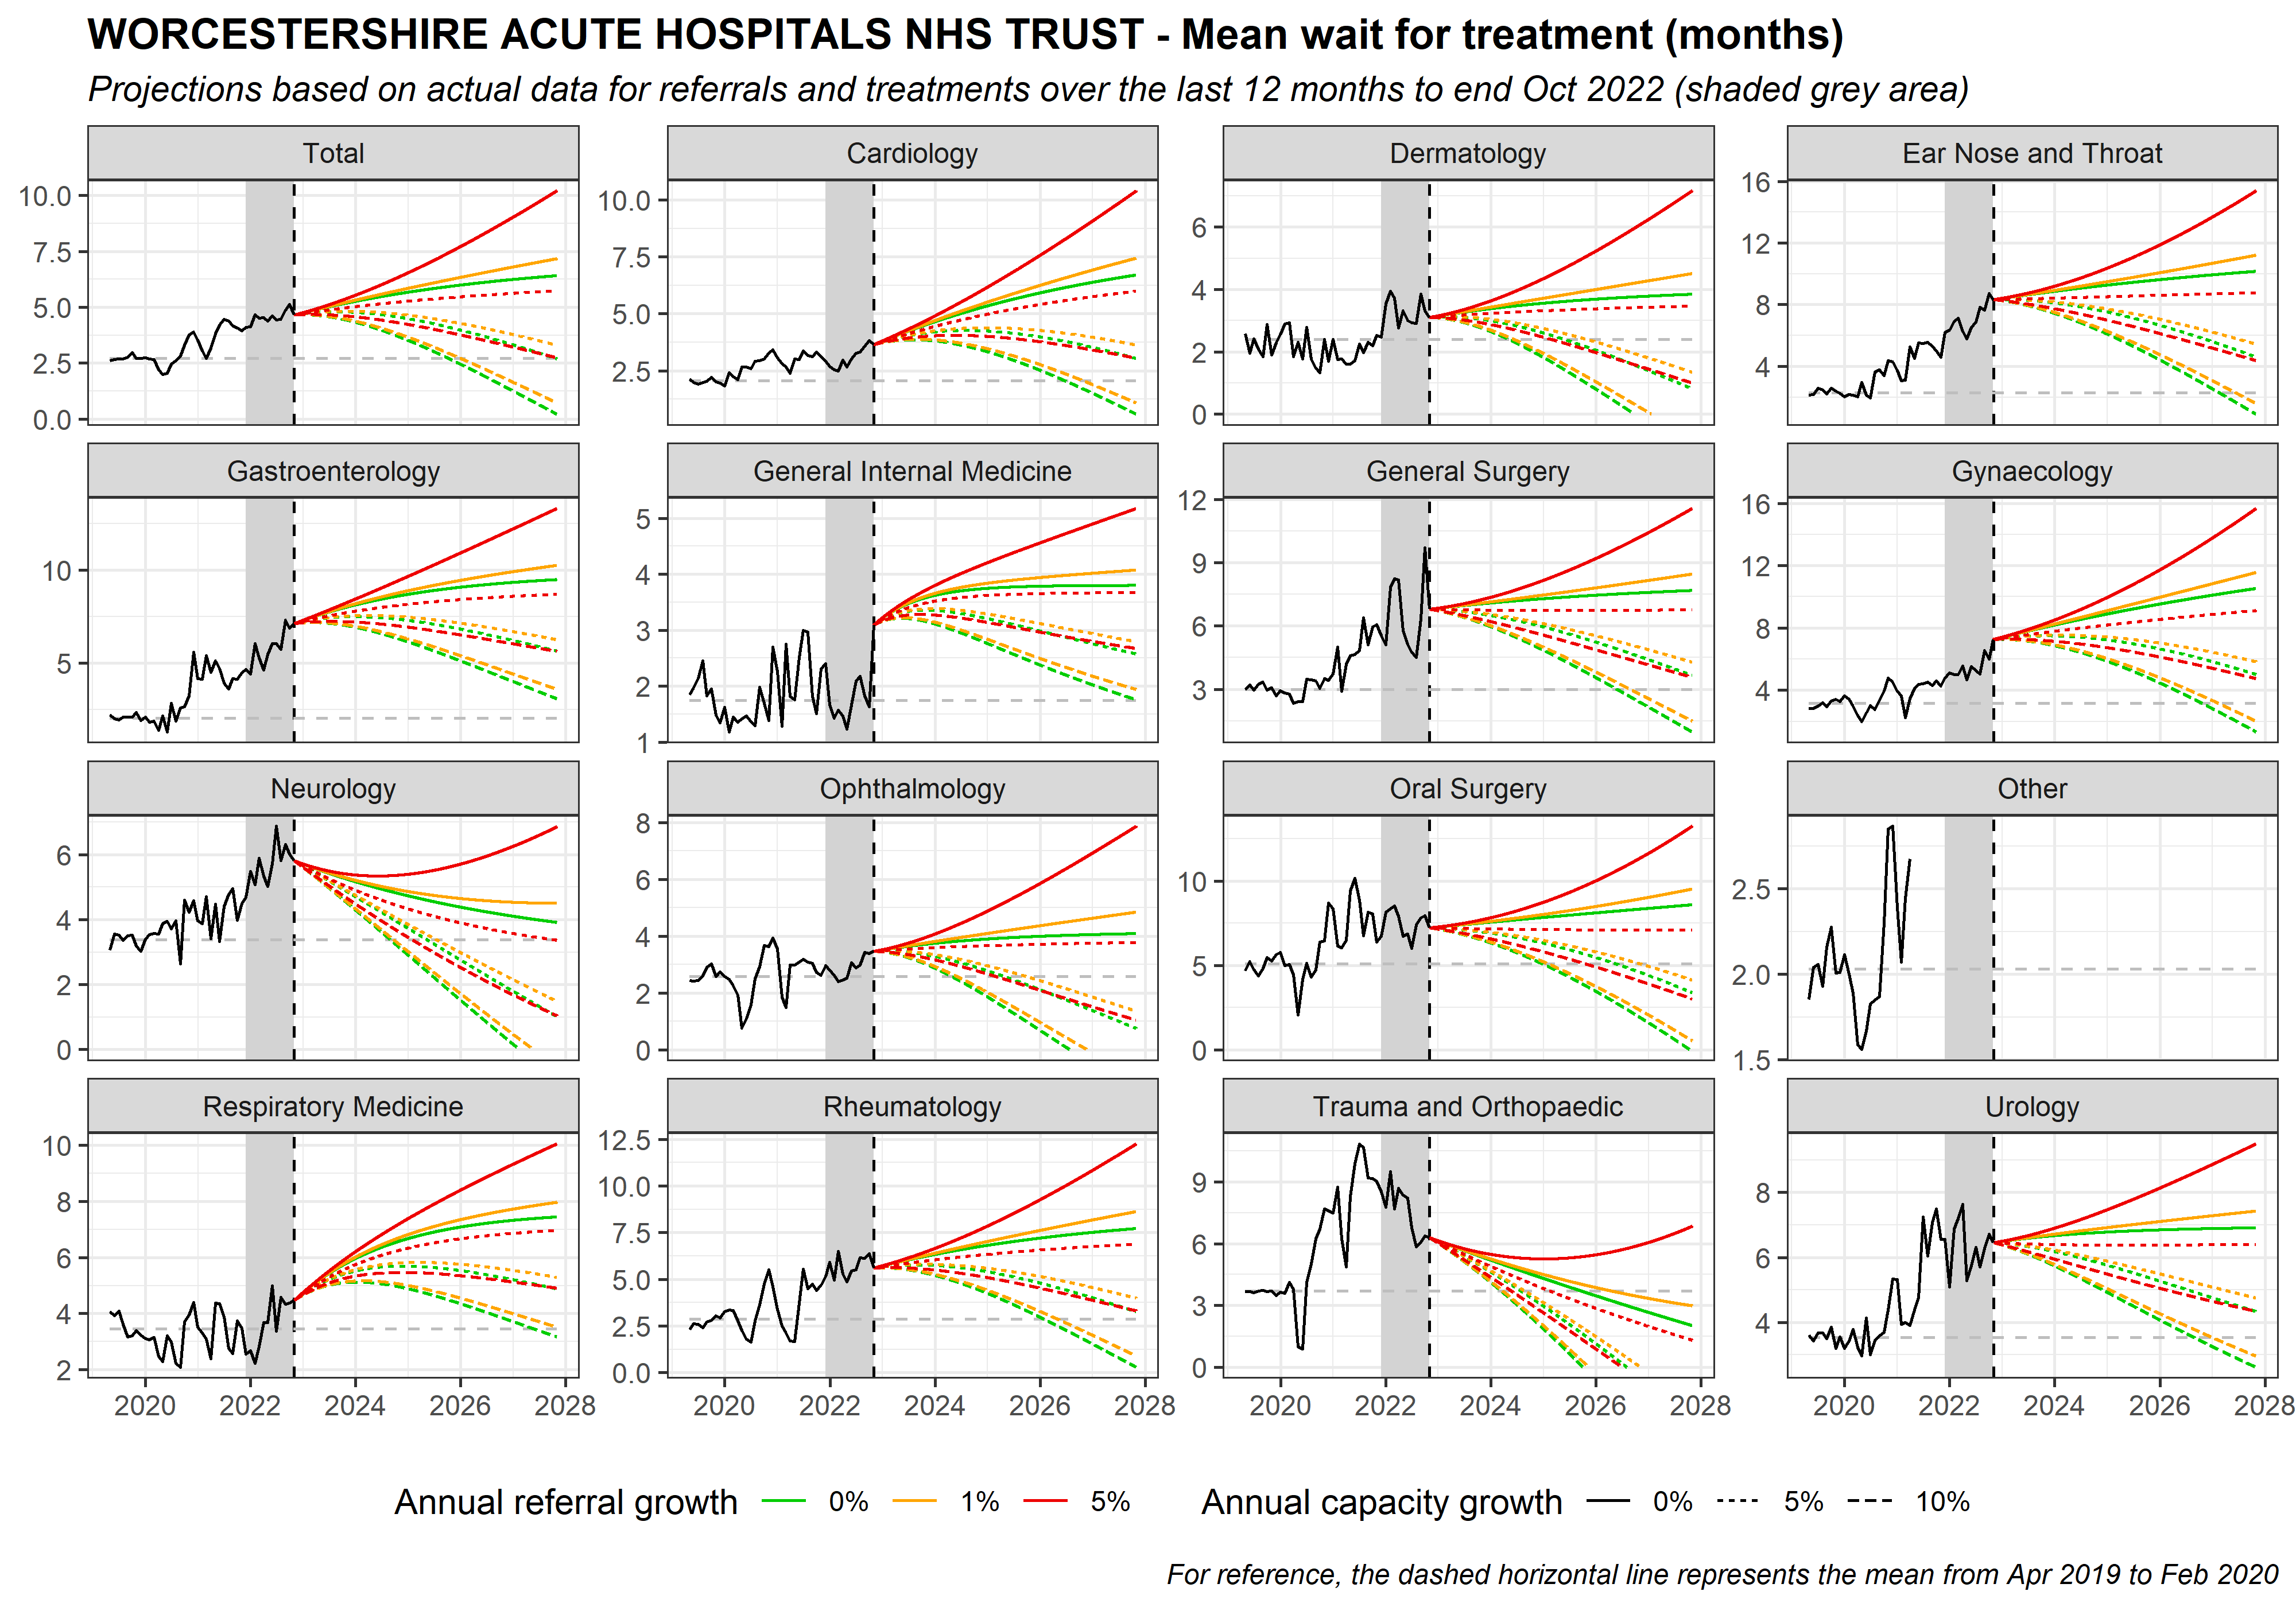 WORCESTERSHIRE ACUTE HOSPITALS NHS TRUST - Mean wait for treatment (months)
Projections based on actual data for referrals and treatments over the last 12 months to end Oct 2022 (shaded grey area)
Total
Cardiology
Dermatology
Ear Nose and Throat
10.0
7.5
5.0
2.5
0.0
10.0
7.5
5.0
2.5
6
4
2
0
16
12
8
4
Gastroenterology
General Internal Medicine
General Surgery
Gynaecology
10
5
5
4
3
2
1
12
9
6
3
16
12
8
4
Neurology
Ophthalmology
Oral Surgery
Other
6
4
2
0
8
6
4
2
0
10
5
0
2.5
2.0
1.5
Respiratory Medicine
Rheumatology
Trauma and Orthopaedic
Urology
10
8
6
4
2
12.5
10.0
7.5
5.0
2.5
0.0
9
6
3
0
8
6
4
2020 2022 2024 2026 2028
2020 2022 2024 2026 2028
2020 2022 2024 2026 2028
2020 2022 2024 2026 2028
Annual referral growth 0% 1% 5%
Annual capacity growth 0% 5% 10%
For reference, the dashed horizontal line represents the mean from Apr 2019 to Feb 2020